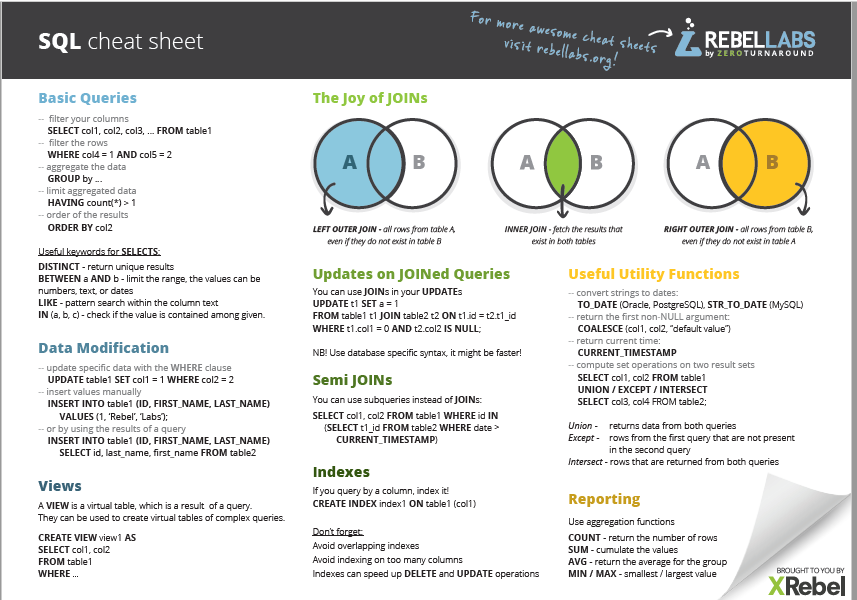 SQL cheat sheet
For more awesome cheat sheets
visit rebellabs.org!
REBELLABS
by ZEROTURNAROUND
Basic Queries
-- filter your columns
SELECT col1, col2, col3, ... FROM table1
-- filter the rows
WHERE col4 = 1 AND col5 = 2
-- aggregate the data
GROUP by ...
-- limit aggregated data
HAVING count(*) > 1
-- order of the results
ORDER BY col2
Useful keywords for SELECTS:
DISTINCT - return unique results
BETWEEN a AND b - limit the range, the values can be
numbers, text, or dates
LIKE - pattern search within the column text
IN (a, b, c) - check if the value is contained among given.
Data Modification
-- update specific data with the WHERE clause
UPDATE table1 SET col1 = 1 WHERE col2 = 2
-- insert values manually
INSERT INTO table1 (ID, FIRST_NAME, LAST_NAME)
VALUES (1, 'Rebel', 'Labs');
-- or by using the results of a query
INSERT INTO table1 (ID, FIRST_NAME, LAST_NAME)
SELECT id, last_name, first_name FROM table2
Views
A VIEW is a virtual table, which is a result of a query.
They can be used to create virtual tables of complex queries.
CREATE VIEW view1 AS
SELECT col1, col2
FROM table1
WHERE ...
The Joy of JOINs
A B
A B
A B
LEFT OUTER JOIN - all rows from table A,
even if they do not exist in table B
INNER JOIN - fetch the results that
exist in both tables
RIGHT OUTER JOIN - all rows from table B,
even if they do not exist in table A
Updates on JOINed Queries
You can use JOINs in your UPDATEs
UPDATE t1 SET a = 1
FROM table1 t1 JOIN table2 t2 ON t1.id = t2.t1_id
WHERE t1.col1 = 0 AND t2.col2 IS NULL;
NB! Use database specific syntax, it might be faster!
Semi JOINs
You can use subqueries instead of JOINs:
SELECT col1, col2 FROM table1 WHERE id IN
(SELECT t1_id FROM table2 WHERE date >
CURRENT_TIMESTAMP)
Indexes
If you query by a column, index it!
CREATE INDEX index1 ON table1 (col1)
Don't forget:
Avoid overlapping indexes
Avoid indexing on too many columns
Indexes can speed up DELETE and UPDATE operations
Useful Utility Functions
-- convert strings to dates:
TO_DATE (Oracle, PostgreSQL), STR_TO_DATE (MySQL)
-- return the first non-NULL argument:
COALESCE (col1, col2, "default value")
-- return current time:
CURRENT_TIMESTAMP
-- compute set operations on two result sets
SELECT col1, col2 FROM table1
UNION / EXCEPT / INTERSECT
SELECT col3, col4 FROM table2;
Union - returns data from both queries
Except - rows from the first query that are not present
in the second query
Intersect - rows that are returned from both queries
Reporting
Use aggregation functions
COUNT - return the number of rows
SUM - cumulate the values
AVG - return the average for the group
MIN / MAX - smallest / largest value
BROUGHT TO YOU BY
XRebel